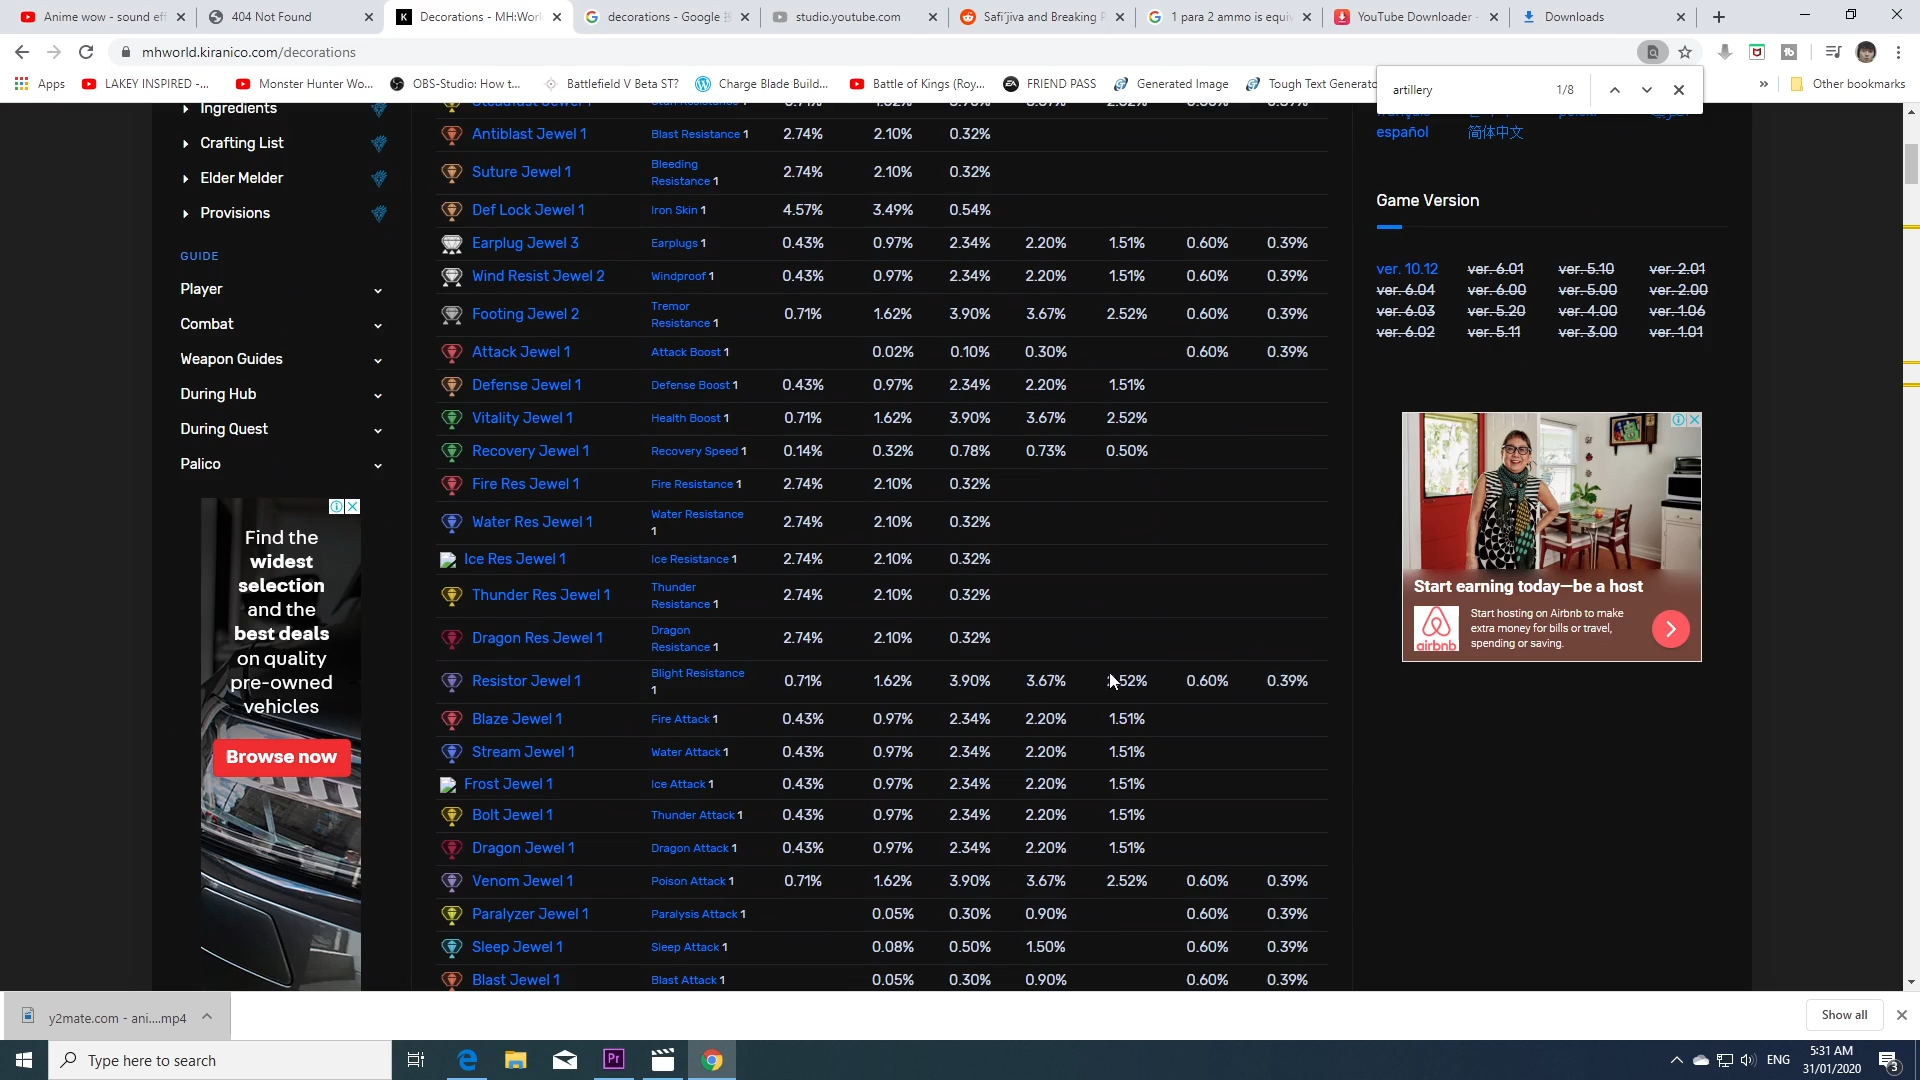 Anime wow - sound ef
404 Not Found
Decorations - MH:Worl
decorations - Google
studio.youtube.com
Safi'jiva and Breaking P
1 para 2 ammo is equiv
YouTube Downloader -
Downloads
mhworld.kiranico.com/decorations
Apps
LAKEY INSPIRED -...
Monster Hunter Wo...
OBS-Studio: How t...
Battlefield V Beta ST?
Charge Blade Build...
Battle of Kings (Roy...
FRIEND PASS
Generated Image
Tough Text Generato
Other bookmarks
artillery
1/8
Ingredients
Crafting List
Elder Melder
Provisions
GUIDE
Player
Combat
Weapon Guides
During Hub
During Quest
Palico
Find the
widest
selection
and the
best deals
on quality
pre-owned
vehicles
Browse now
Antiblast Jewel 1 Blast Resistance 1 2.74% 2.10% 0.32%
Suture Jewel 1 Bleeding Resistance 1 2.74% 2.10% 0.32%
Def Lock Jewel 1 Iron Skin 1 4.57% 3.49% 0.54%
Earplug Jewel 3 Earplugs 1 0.43% 0.97% 2.34% 2.20% 1.51% 0.60% 0.39%
Wind Resist Jewel 2 Windproof 1 0.43% 0.97% 2.34% 2.20% 1.51% 0.60% 0.39%
Footing Jewel 2 Tremor Resistance 1 0.71% 1.62% 3.90% 3.67% 2.52% 0.60% 0.39%
Attack Jewel 1 Attack Boost 1 0.02% 0.10% 0.30% 0.60% 0.39%
Defense Jewel 1 Defense Boost 1 0.43% 0.97% 2.34% 2.20% 1.51%
Vitality Jewel 1 Health Boost 1 0.71% 1.62% 3.90% 3.67% 2.52%
Recovery Jewel 1 Recovery Speed 1 0.14% 0.32% 0.78% 0.73% 0.50%
Fire Res Jewel 1 Fire Resistance 1 2.74% 2.10% 0.32%
Water Res Jewel 1 Water Resistance 1 2.74% 2.10% 0.32%
Ice Res Jewel 1 Ice Resistance 1 2.74% 2.10% 0.32%
Thunder Res Jewel 1 Thunder Resistance 1 2.74% 2.10% 0.32%
Dragon Res Jewel 1 Dragon Resistance 1 2.74% 2.10% 0.32%
Resistor Jewel 1 Blight Resistance 1 0.71% 1.62% 3.90% 3.67% 52% 0.60% 0.39%
Blaze Jewel 1 Fire Attack 1 0.43% 0.97% 2.34% 2.20% 1.51%
Stream Jewel 1 Water Attack 1 0.43% 0.97% 2.34% 2.20% 1.51%
Frost Jewel 1 Ice Attack 1 0.43% 0.97% 2.34% 2.20% 1.51%
Bolt Jewel 1 Thunder Attack 1 0.43% 0.97% 2.34% 2.20% 1.51%
Dragon Jewel 1 Dragon Attack 1 0.43% 0.97% 2.34% 2.20% 1.51%
Venom Jewel 1 Poison Attack 1 0.71% 1.62% 3.90% 3.67% 2.52% 0.60% 0.39%
Paralyzer Jewel 1 Paralysis Attack 1 0.05% 0.30% 0.90% 0.60% 0.39%
Sleep Jewel 1 Sleep Attack 1 0.08% 0.50% 1.50% 0.60% 0.39%
Blast Jewel 1 Blast Attack 1 0.05% 0.30% 0.90% 0.60% 0.39%
español 简体中文
Game Version
ver. 10.12 ver. 6.01 ver. 5.10 ver. 2.01
ver. 6.04 ver. 6.00 ver. 5.00 ver. 2.00
ver. 6.03 ver. 5.20 ver. 4.00 ver. 1.06
ver. 6.02 ver. 5.11 ver. 3.00 ver. 1.01
Start earning today—be a host
airbnb
Start hosting on Airbnb to make
extra money for bills or travel,
spending or saving.
y2mate.com - ani....mp4
Show all
Type here to search
Pr
ENG
5:31 AM
31/01/2020
3